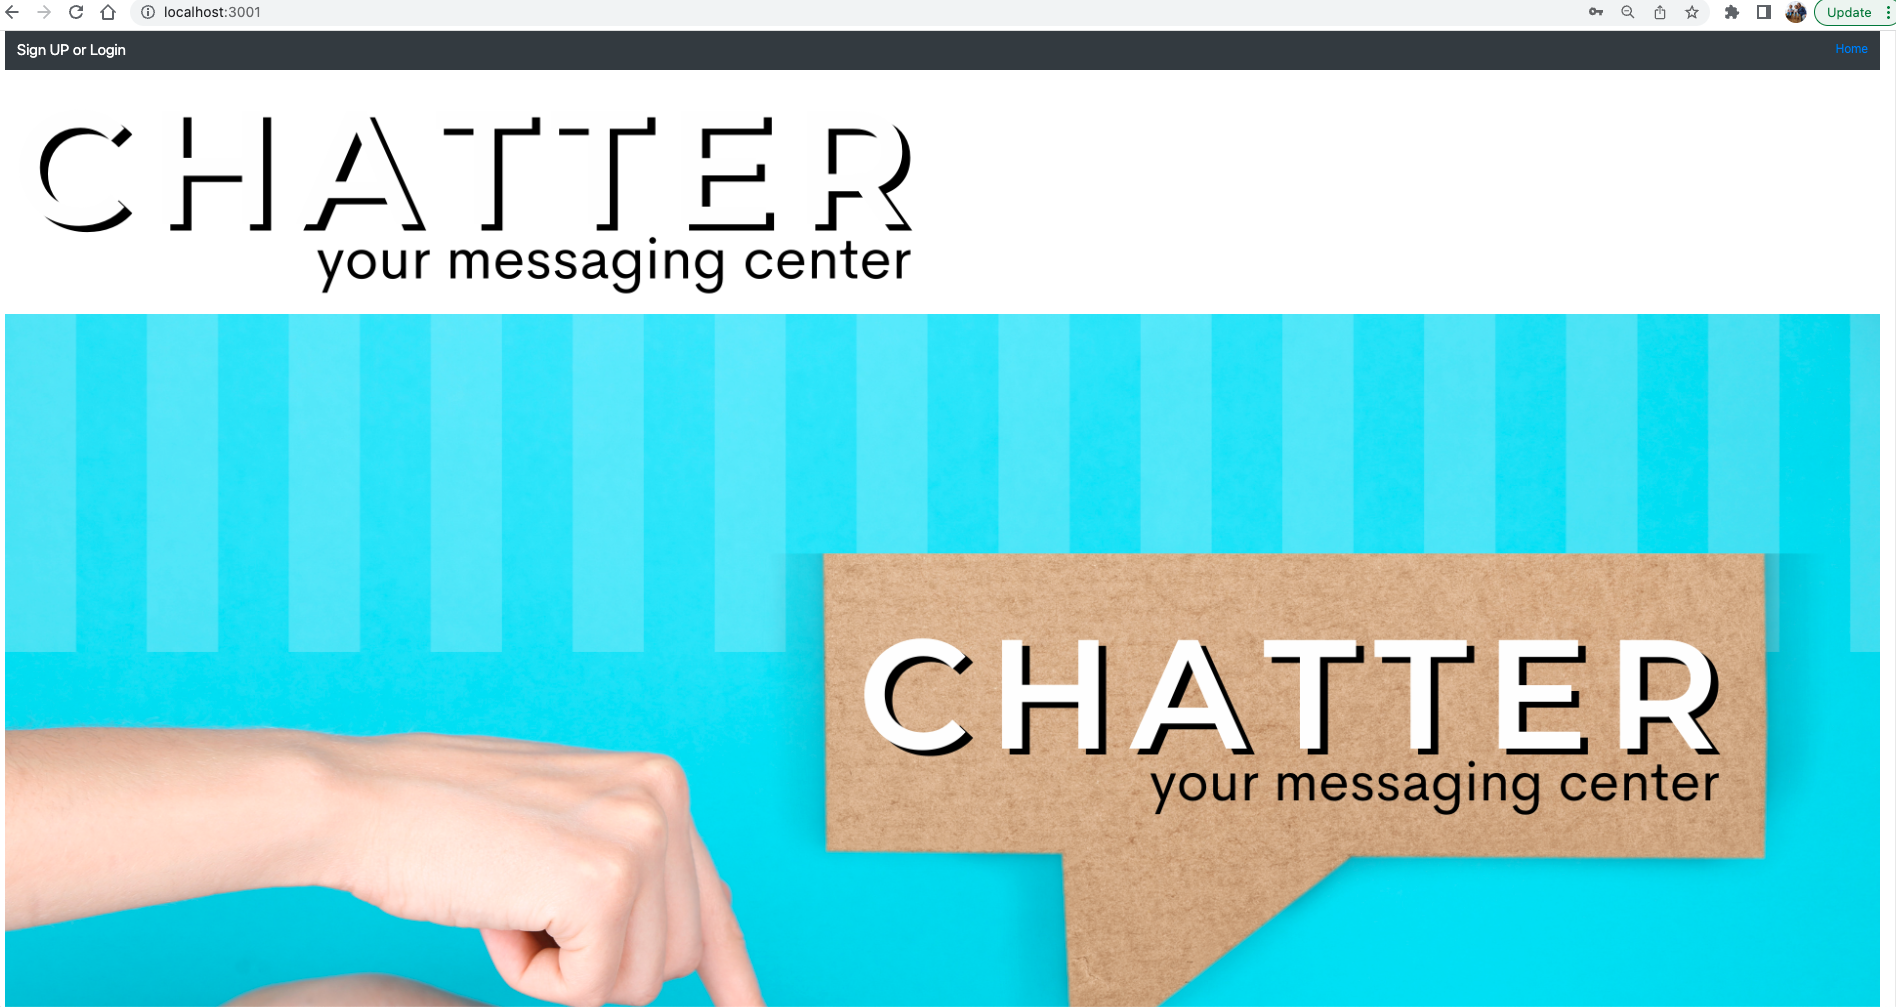 localhost:3001
Update
Sign UP or Login
Home
CHATTER
your messaging center
CHATTER
your messaging center